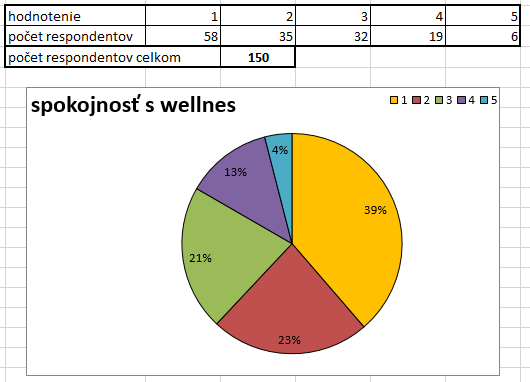 hodnotenie 1 2 3 4 5
počet respondentov 58 35 32 19 6
počet respondentov celkom 150
spokojnosť s wellnes
1 2 3 4 5
4%
13%
39%
21%
23%